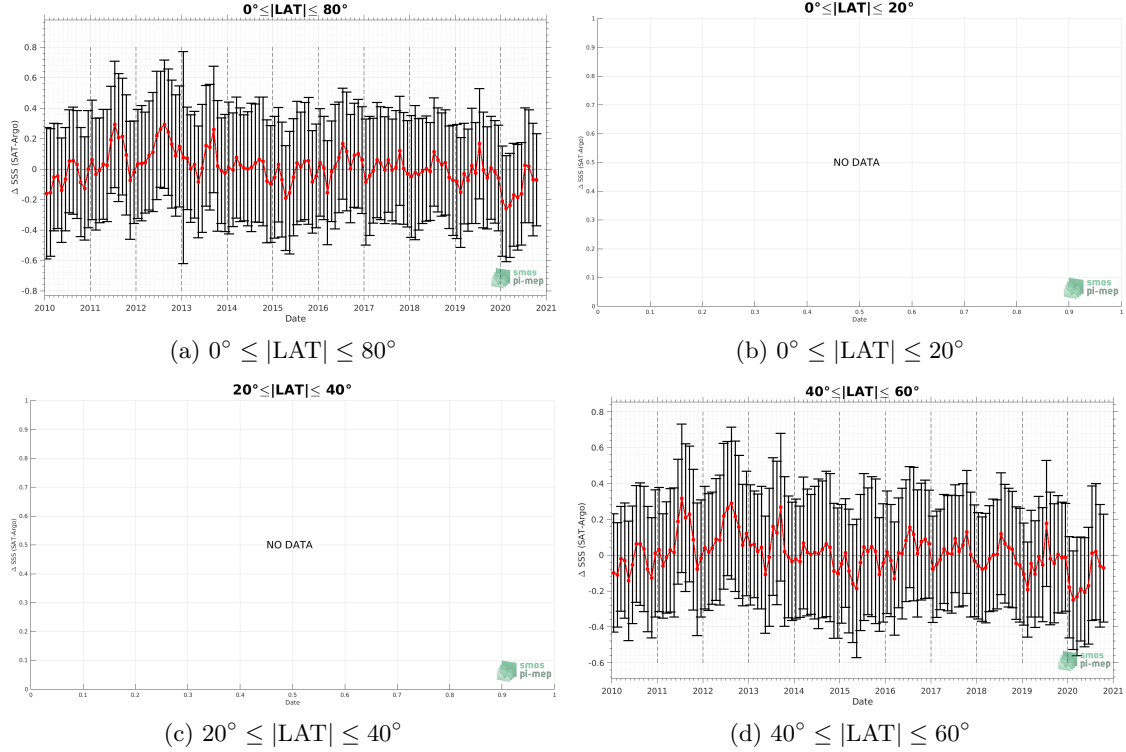 0°≤|LAT|≤ 80°
Δ SSS (SAT-Argo)
0.8
0.6
0.4
0.2
0
-0.2
-0.4
-0.6
-0.8
2010 2011 2012 2013 2014 2015 2016 2017 2018 2019 2020 2021
Date
smos
pi-mep
(a) 0° ≤ |LAT| ≤ 80°
0°≤|LAT|≤ 20°
Δ SSS (SAT-Argo)
1
0.9
0.8
0.7
0.6
0.5
0.4
0.3
0.2
0.1
0
NO DATA
0 0.1 0.2 0.3 0.4 0.5 0.6 0.7 0.8 0.9 1
Date
smos
pi-mep
(b) 0° ≤ |LAT| ≤ 20°
20°≤|LAT|≤ 40°
Δ SSS (SAT-Argo)
1
0.9
0.8
0.7
0.6
0.5
0.4
0.3
0.2
0.1
0
NO DATA
0 0.1 0.2 0.3 0.4 0.5 0.6 0.7 0.8 0.9 1
Date
smos
pi-mep
(c) 20° ≤ |LAT| ≤ 40°
40°≤|LAT|≤ 60°
Δ SSS (SAT-Argo)
0.8
0.6
0.4
0.2
0
-0.2
-0.4
-0.6
2010 2011 2012 2013 2014 2015 2016 2017 2018 2019 2020 2021
Date
smos
pi-mep
(d) 40° ≤ |LAT| ≤ 60°